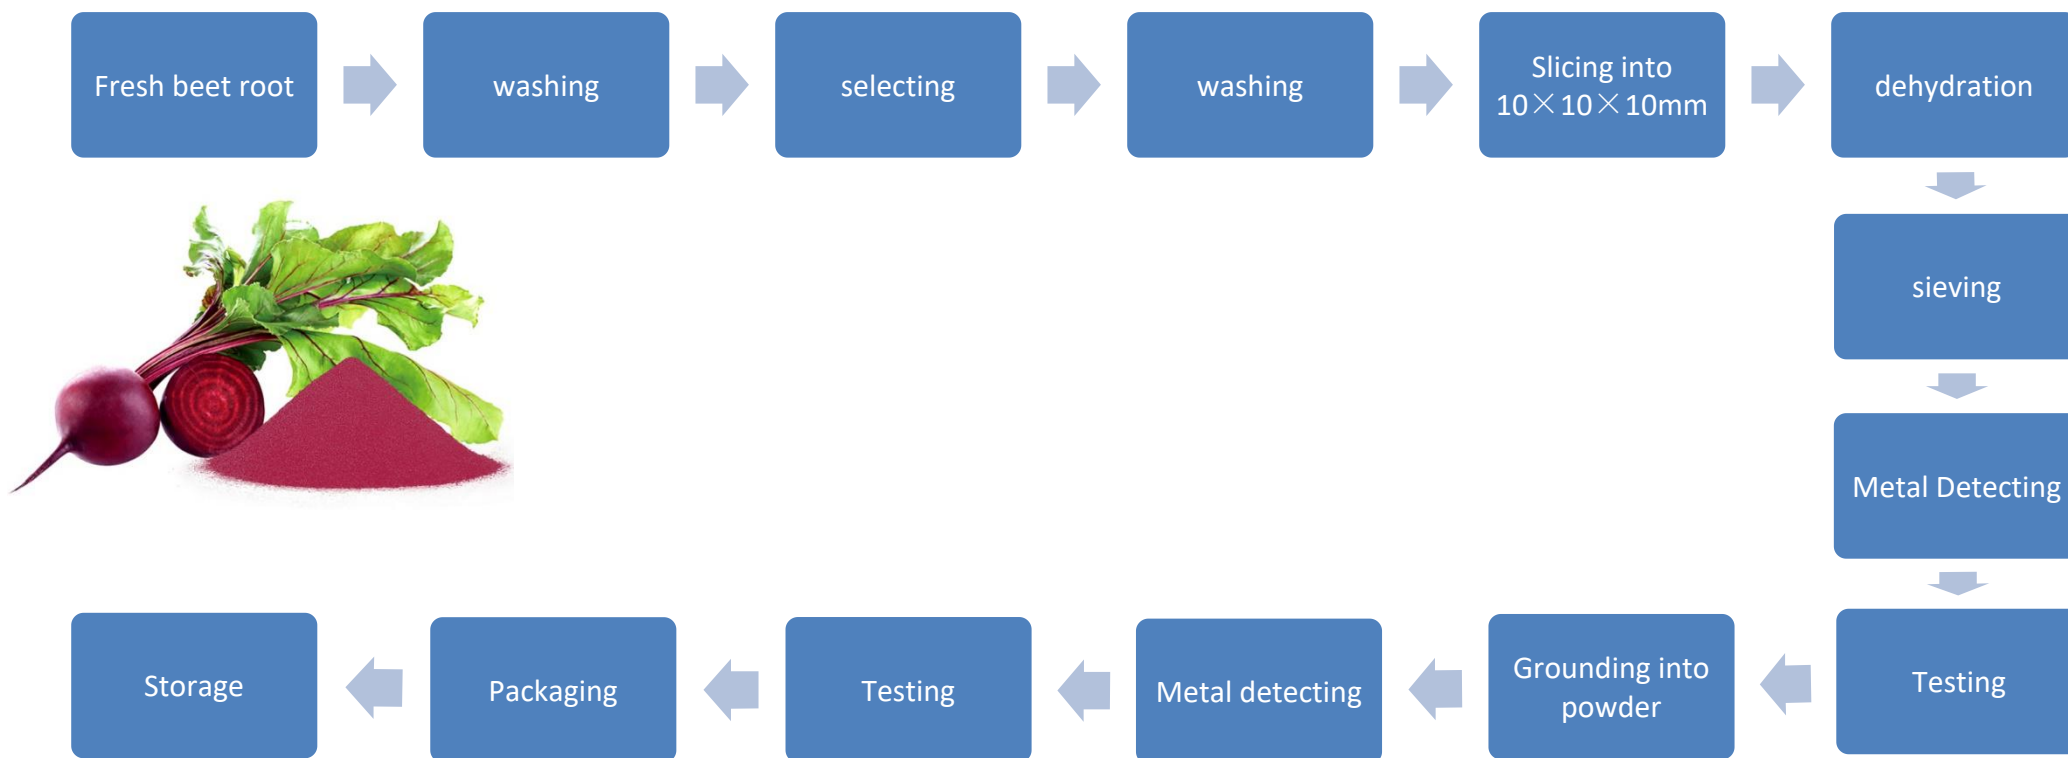 Fresh beet root
washing
selecting
washing
Slicing into
10×10×10mm
dehydration
sieving
Metal Detecting
Testing
Grounding into
powder
Metal detecting
Testing
Packaging
Storage